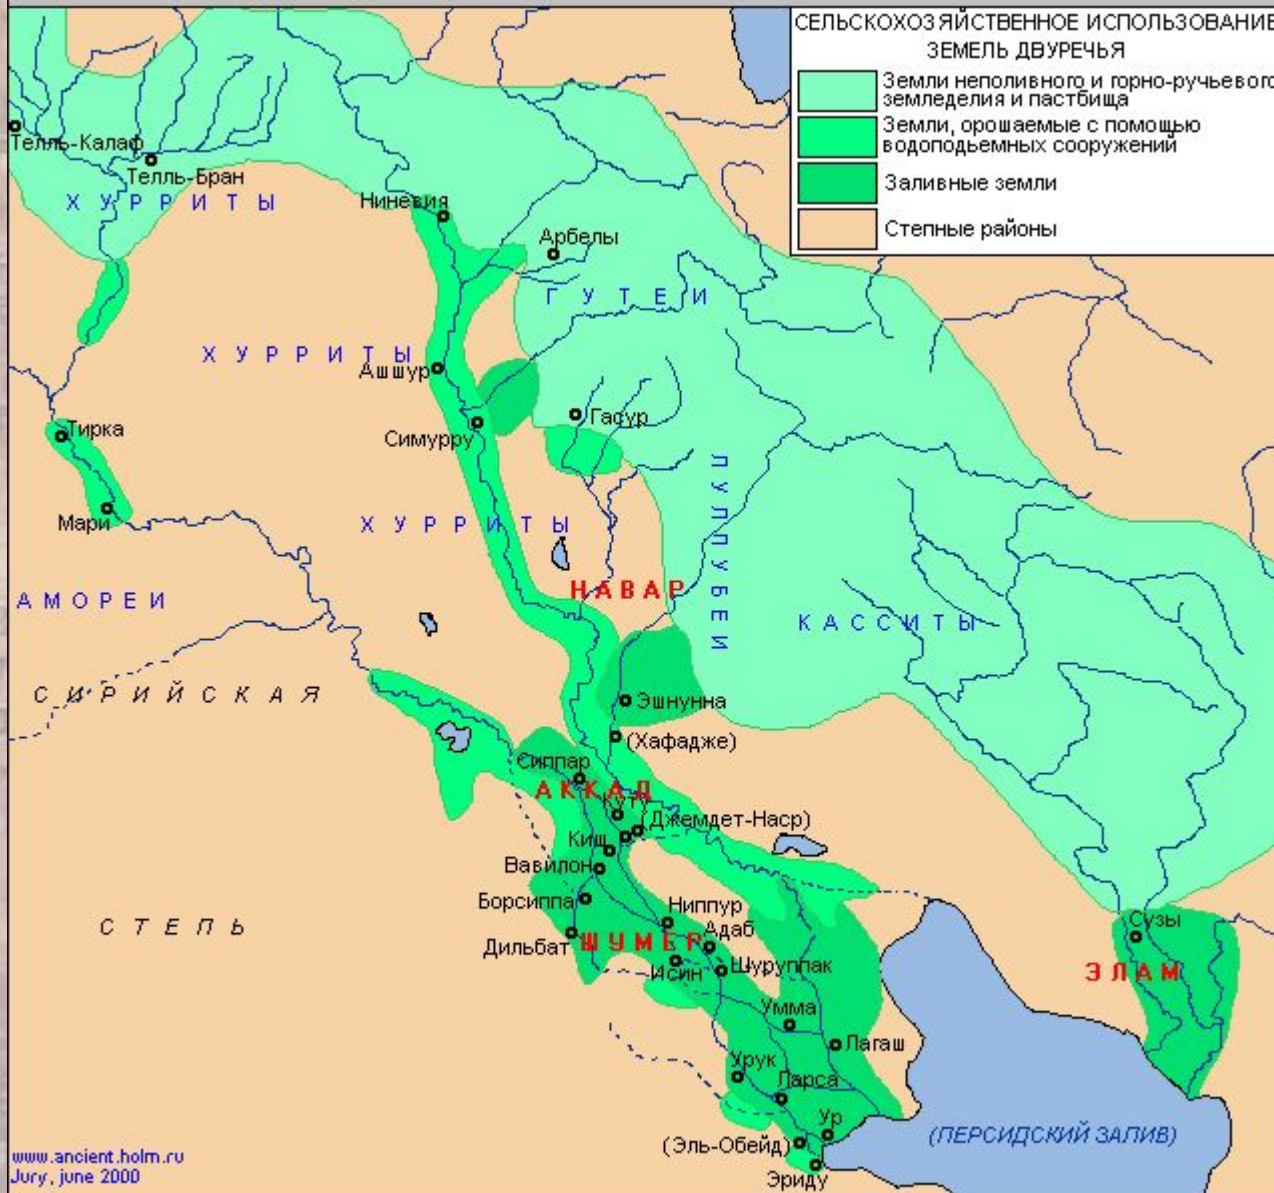 СЕЛЬСКОХОЗЯЙСТВЕННОЕ ИСПОЛЬЗОВАНИЕ
ЗЕМЕЛЬ ДВУРЕЧЬЯ
Земли неполивного и горно-ручьевого
земледелия и пастбища
Земли, орошаемые с помощью
водоподьемных сооружений
Заливные земли
Степные районы
Телль-Калаф
Телль-Бран
ХУРРИТЫ
Ниневия
Арбелы
ГУТЕИ
ХУРРИТЫ
Ашшур
Гасур
Симурру
Тирка
Мари
ХУРРИТЫ
ЛУЛЛУБЕИ
НАВАР
АМОРЕИ
КАССИТЫ
СИРИЙСКАЯ
Эшнунна
(Хафадже)
Сиппар
АККАД
Куту
(Джемдет-Наср)
Киш
Вавилон
Борсиппа
Ниппур
СТЕПЬ
Дильбат
ШУМЕР
Адаб
Исин
Шуруппак
Сузы
ЭЛАМ
Умма
Лагаш
Урук
Ларса
Ур
(Эль-Обейд)
Эриду
(ПЕРСИДСКИЙ ЗАЛИВ)
www.ancient.holm.ru
Jury, june 2000